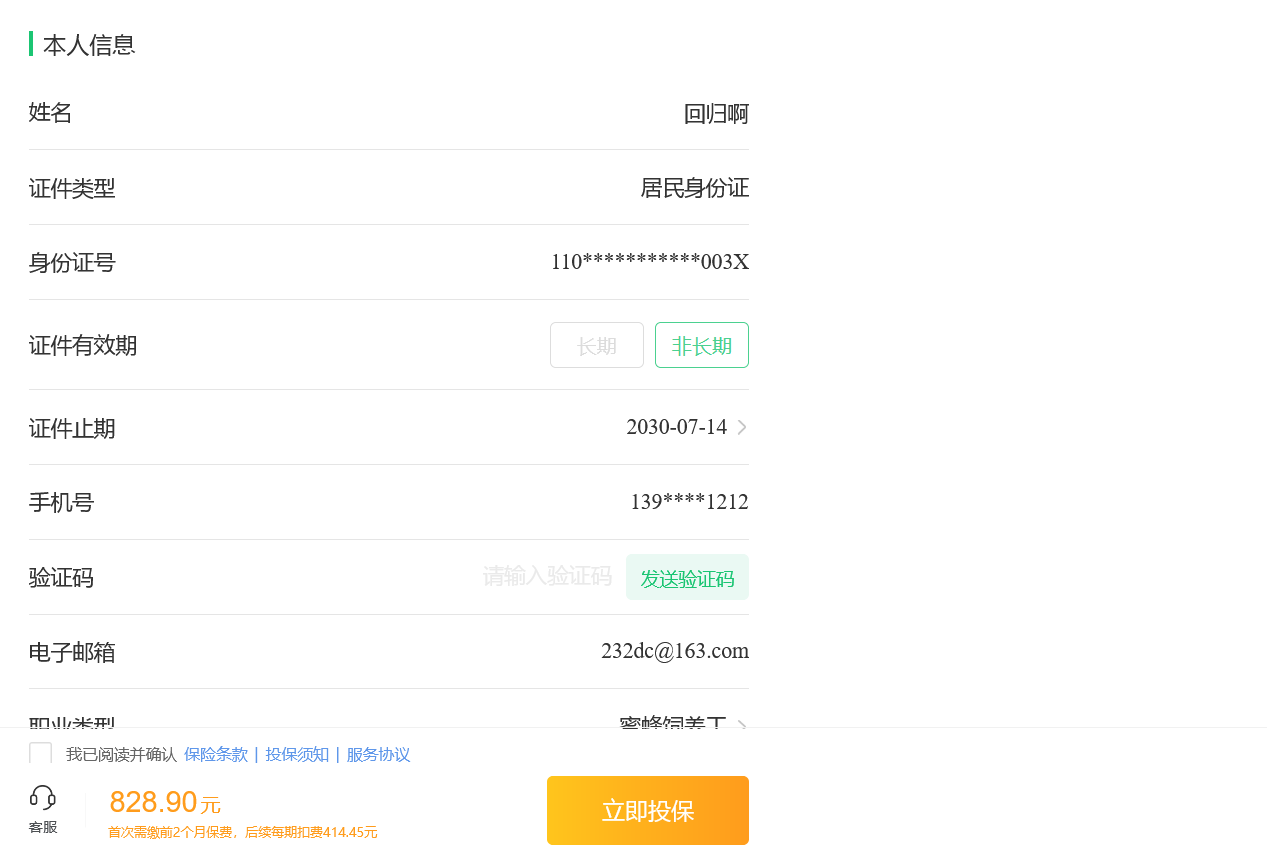 本人信息
姓名 回归啊
证件类型 居民身份证
身份证号 110***********003X
证件有效期 长期 非长期
证件止期 2030-07-14
手机号 139****1212
验证码 请输入验证码 发送验证码
电子邮箱 232dc@163.com
职业类型 蜜蜂饲养工
我已阅读并确认 保险条款 | 投保须知 | 服务协议
828.90元
客服
首次需缴前2个月保费，后续每期扣费414.45元
立即投保